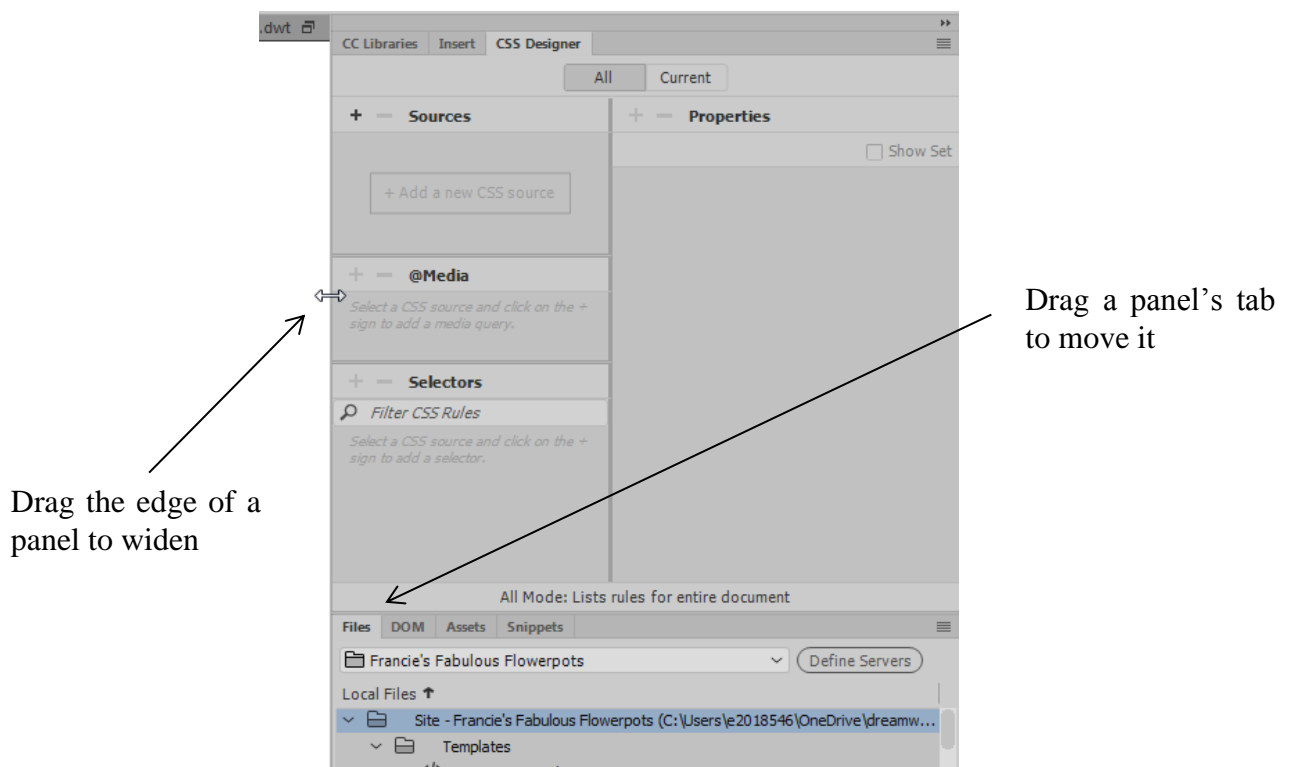 .dwt
CC Libraries Insert CSS Designer
All Current
+ − Sources
+ − Properties
Show Set
+ Add a new CSS source
+ − @Media
Select a CSS source and click on the +
sign to add a media query.
Drag a panel’s tab
to move it
+ − Selectors
Filter CSS Rules
Select a CSS source and click on the +
sign to add a selector.
Drag the edge of a
panel to widen
All Mode: Lists rules for entire document
Files DOM Assets Snippets
Francie's Fabulous Flowerpots Define Servers
Local Files ↑
Site - Francie's Fabulous Flowerpots (C:\Users\e2018546\OneDrive\dreamw...
Templates